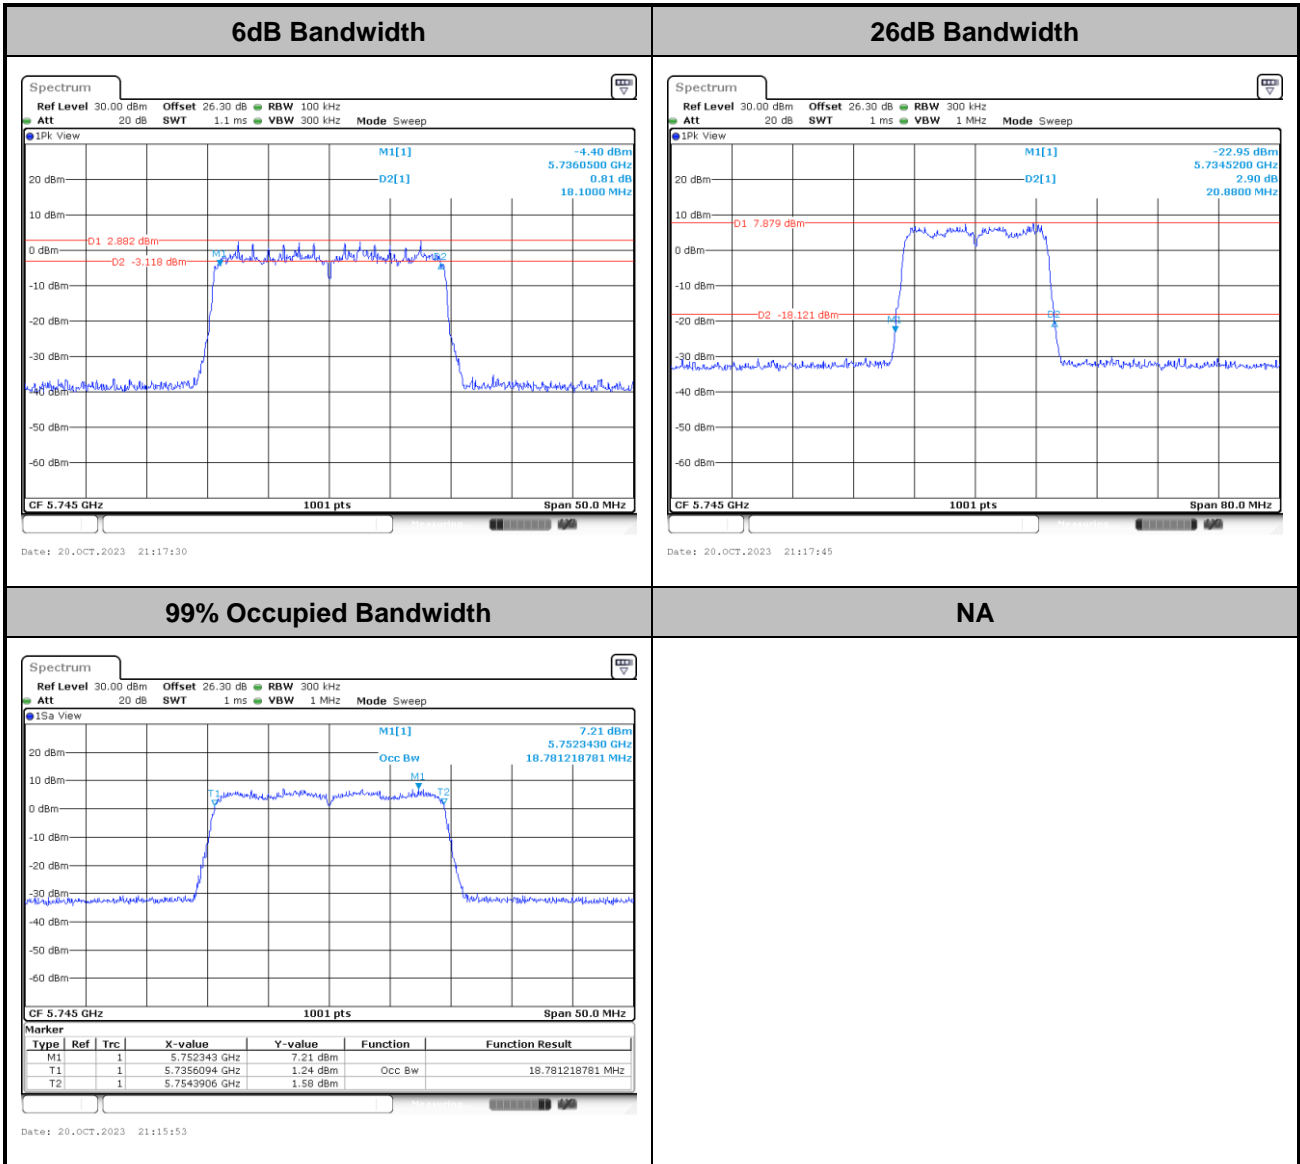 6dB Bandwidth
26dB Bandwidth
Spectrum
Ref Level 30.00 dBm Offset 26.30 dB RBW 100 kHz
Att 20 dB SWT 1.1 ms VBW 300 kHz Mode Sweep
1Pk View
M1[1] -4.40 dBm
5.7360500 GHz
D2[1] 0.81 dB
18.1000 MHz
20 dBm
10 dBm
D1 2.882 dBm
0 dBm
M1
D2
D2 -3.118 dBm
-10 dBm
-20 dBm
-30 dBm
-40 dBm
-50 dBm
-60 dBm
CF 5.745 GHz 1001 pts Span 50.0 MHz
Date: 20.OCT.2023 21:17:30
Spectrum
Ref Level 30.00 dBm Offset 26.30 dB RBW 300 kHz
Att 20 dB SWT 1 ms VBW 1 MHz Mode Sweep
1Pk View
M1[1] -22.95 dBm
5.7345200 GHz
D2[1] 2.90 dB
20.8800 MHz
20 dBm
10 dBm
D1 7.879 dBm
0 dBm
-10 dBm
D2 -18.121 dBm
-20 dBm
M1
D2
-30 dBm
-40 dBm
-50 dBm
-60 dBm
CF 5.745 GHz 1001 pts Span 80.0 MHz
Date: 20.OCT.2023 21:17:45
99% Occupied Bandwidth
NA
Spectrum
Ref Level 30.00 dBm Offset 26.30 dB RBW 300 kHz
Att 20 dB SWT 1 ms VBW 1 MHz Mode Sweep
1Sa View
M1[1] 7.21 dBm
5.7523430 GHz
Occ Bw 18.781218781 MHz
20 dBm
10 dBm
M1
T1
T2
0 dBm
-10 dBm
-20 dBm
-30 dBm
-40 dBm
-50 dBm
-60 dBm
CF 5.745 GHz 1001 pts Span 50.0 MHz
Marker
Type Ref Trc X-value Y-value Function Function Result
M1 1 5.752343 GHz 7.21 dBm
T1 1 5.7356094 GHz 1.24 dBm Occ Bw 18.781218781 MHz
T2 1 5.7543906 GHz 1.58 dBm
Date: 20.OCT.2023 21:15:53